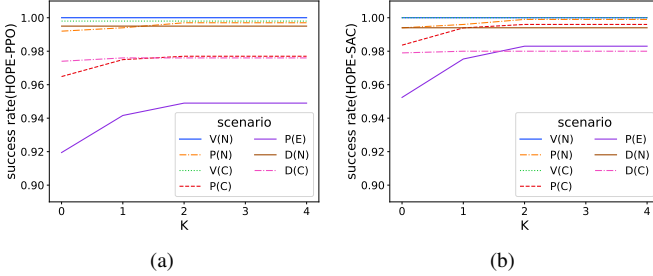 success rate(HOPE-PPO)
1.00
0.98
0.96
0.94
0.92
0.90
scenario
V(N)
P(N)
V(C)
P(C)
P(E)
D(N)
D(C)
0 1 2 3 4
K
(a)
success rate(HOPE-SAC)
1.00
0.98
0.96
0.94
0.92
0.90
scenario
V(N)
P(N)
V(C)
P(C)
P(E)
D(N)
D(C)
0 1 2 3 4
K
(b)